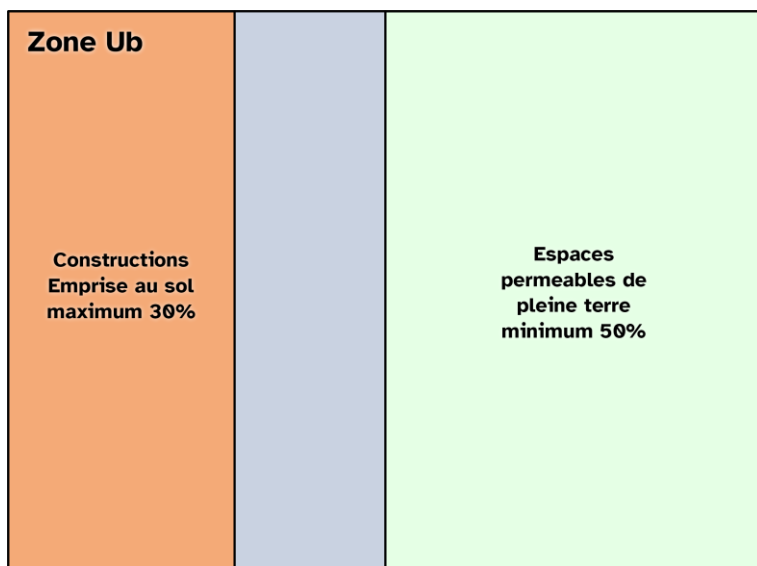 Zone Ub
Constructions
Emprise au sol
maximum 30%
Espaces
permeables de
pleine terre
minimum 50%